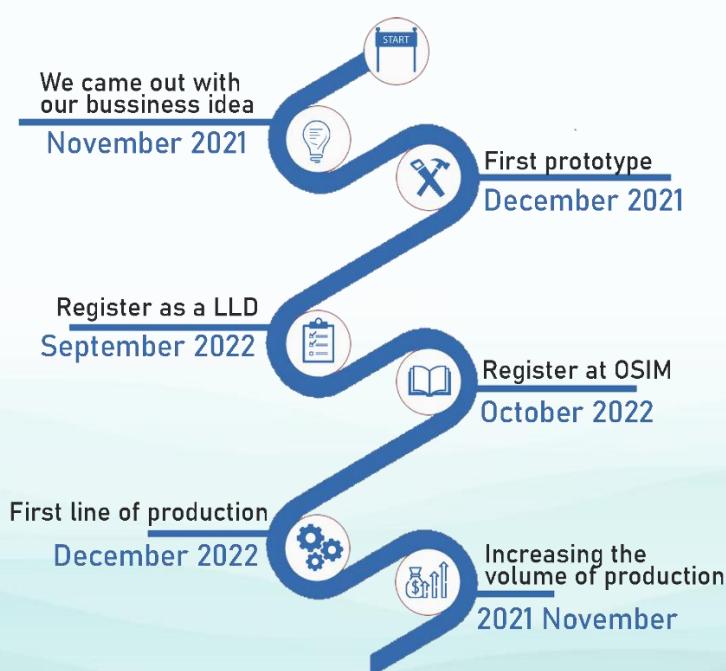 START
We came out with
our bussiness idea
November 2021
First prototype
December 2021
Register as a LLD
September 2022
Register at OSIM
October 2022
First line of production
December 2022
Increasing the
volume of production
2021 November